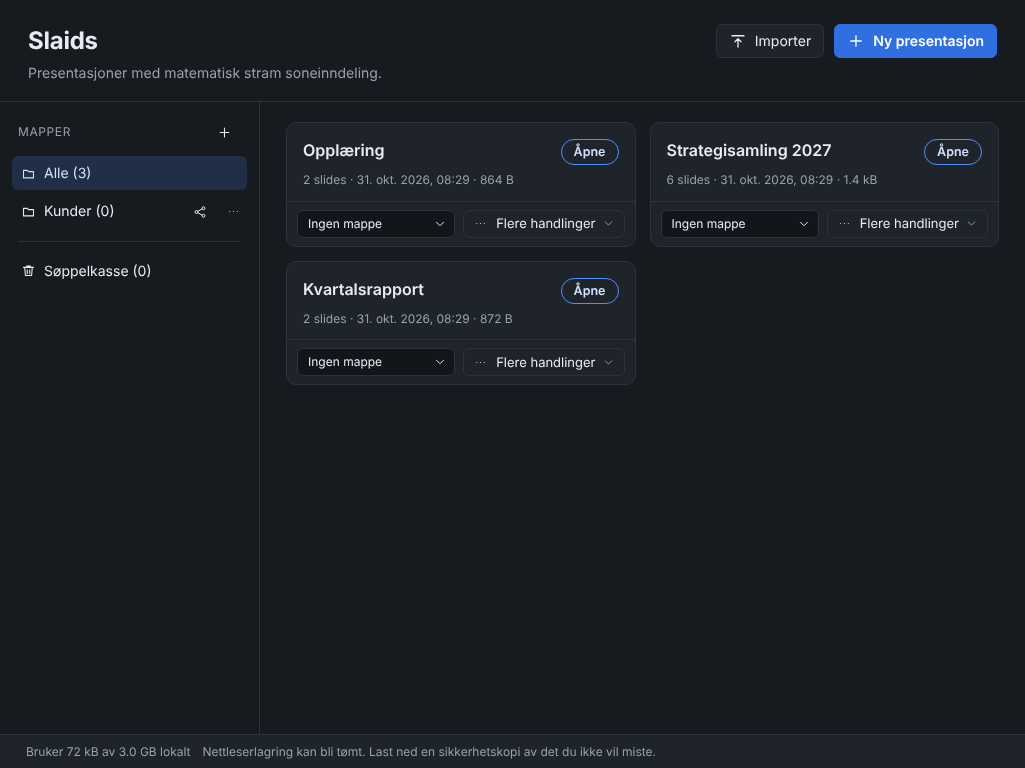 Slaids
Presentasjoner med matematisk stram soneinndeling.
Importer
Ny presentasjon
MAPPER
Alle (3)
Kunder (0)
Søppelkasse (0)
Opplæring
Åpne
2 slides · 31. okt. 2026, 08:29 · 864 B
Ingen mappe
Flere handlinger
Strategisamling 2027
Åpne
6 slides · 31. okt. 2026, 08:29 · 1.4 kB
Ingen mappe
Flere handlinger
Kvartalsrapport
Åpne
2 slides · 31. okt. 2026, 08:29 · 872 B
Ingen mappe
Flere handlinger
Bruker 72 kB av 3.0 GB lokalt Nettleserlagring kan bli tømt. Last ned en sikkerhetskopi av det du ikke vil miste.